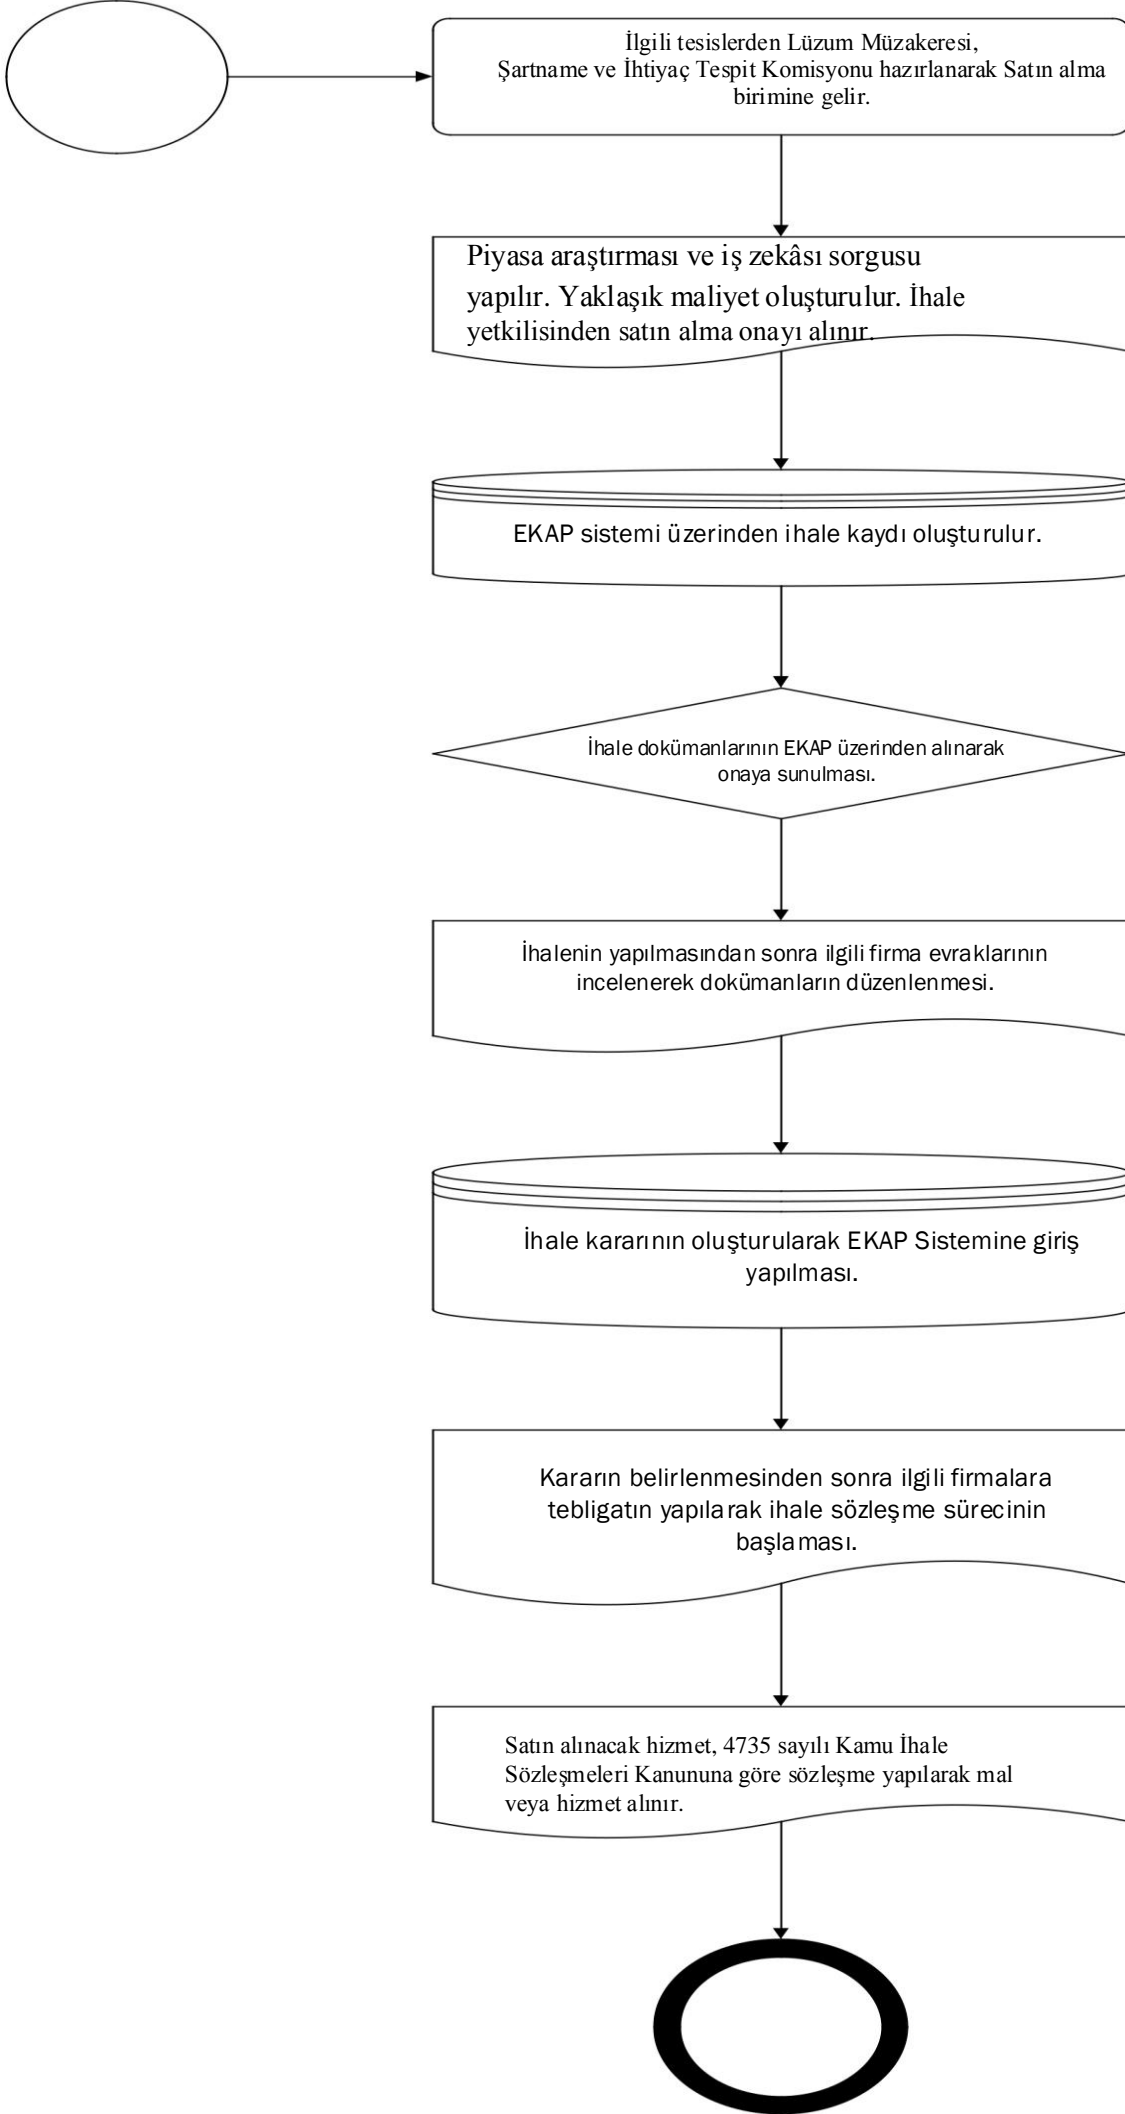 İlgili tesislerden Lüzum Müzakeresi,
Şartname ve İhtiyaç Tespit Komisyonu hazırlanarak Satın alma
birimine gelir.
Piyasa araştırması ve iş zekâsı sorgusu
yapılır. Yaklaşık maliyet oluşturulur. İhale
yetkilisinden satın alma onayı alınır.
EKAP sistemi üzerinden ihale kaydı oluşturulur.
İhale dokümanlarının EKAP üzerinden alınarak
onaya sunulması.
İhalenin yapılmasından sonra ilgili firma evraklarının
incelenerek dokümanların düzenlenmesi.
İhale kararının oluşturularak EKAP Sistemine giriş
yapılması.
Kararın belirlenmesinden sonra ilgili firmalara
tebligatın yapılarak ihale sözleşme sürecinin
başlaması.
Satın alınacak hizmet, 4735 sayılı Kamu İhale
Sözleşmeleri Kanununa göre sözleşme yapılarak mal
veya hizmet alınır.